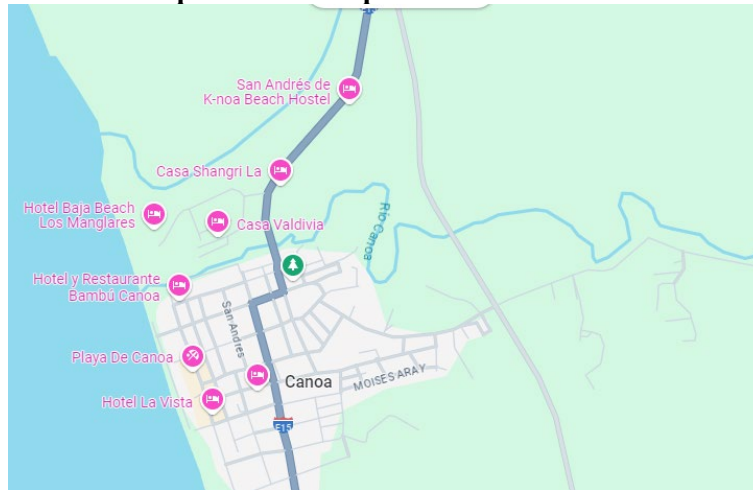 San Andrés de
K-noa Beach Hostel
Casa Shangri La
Hotel Baja Beach
Los Manglares
Casa Valdivia
Río Canoa
Hotel y Restaurante
Bambú Canoa
San Andres
Playa De Canoa
Canoa
MOISES ARAY
Hotel La Vista
E15